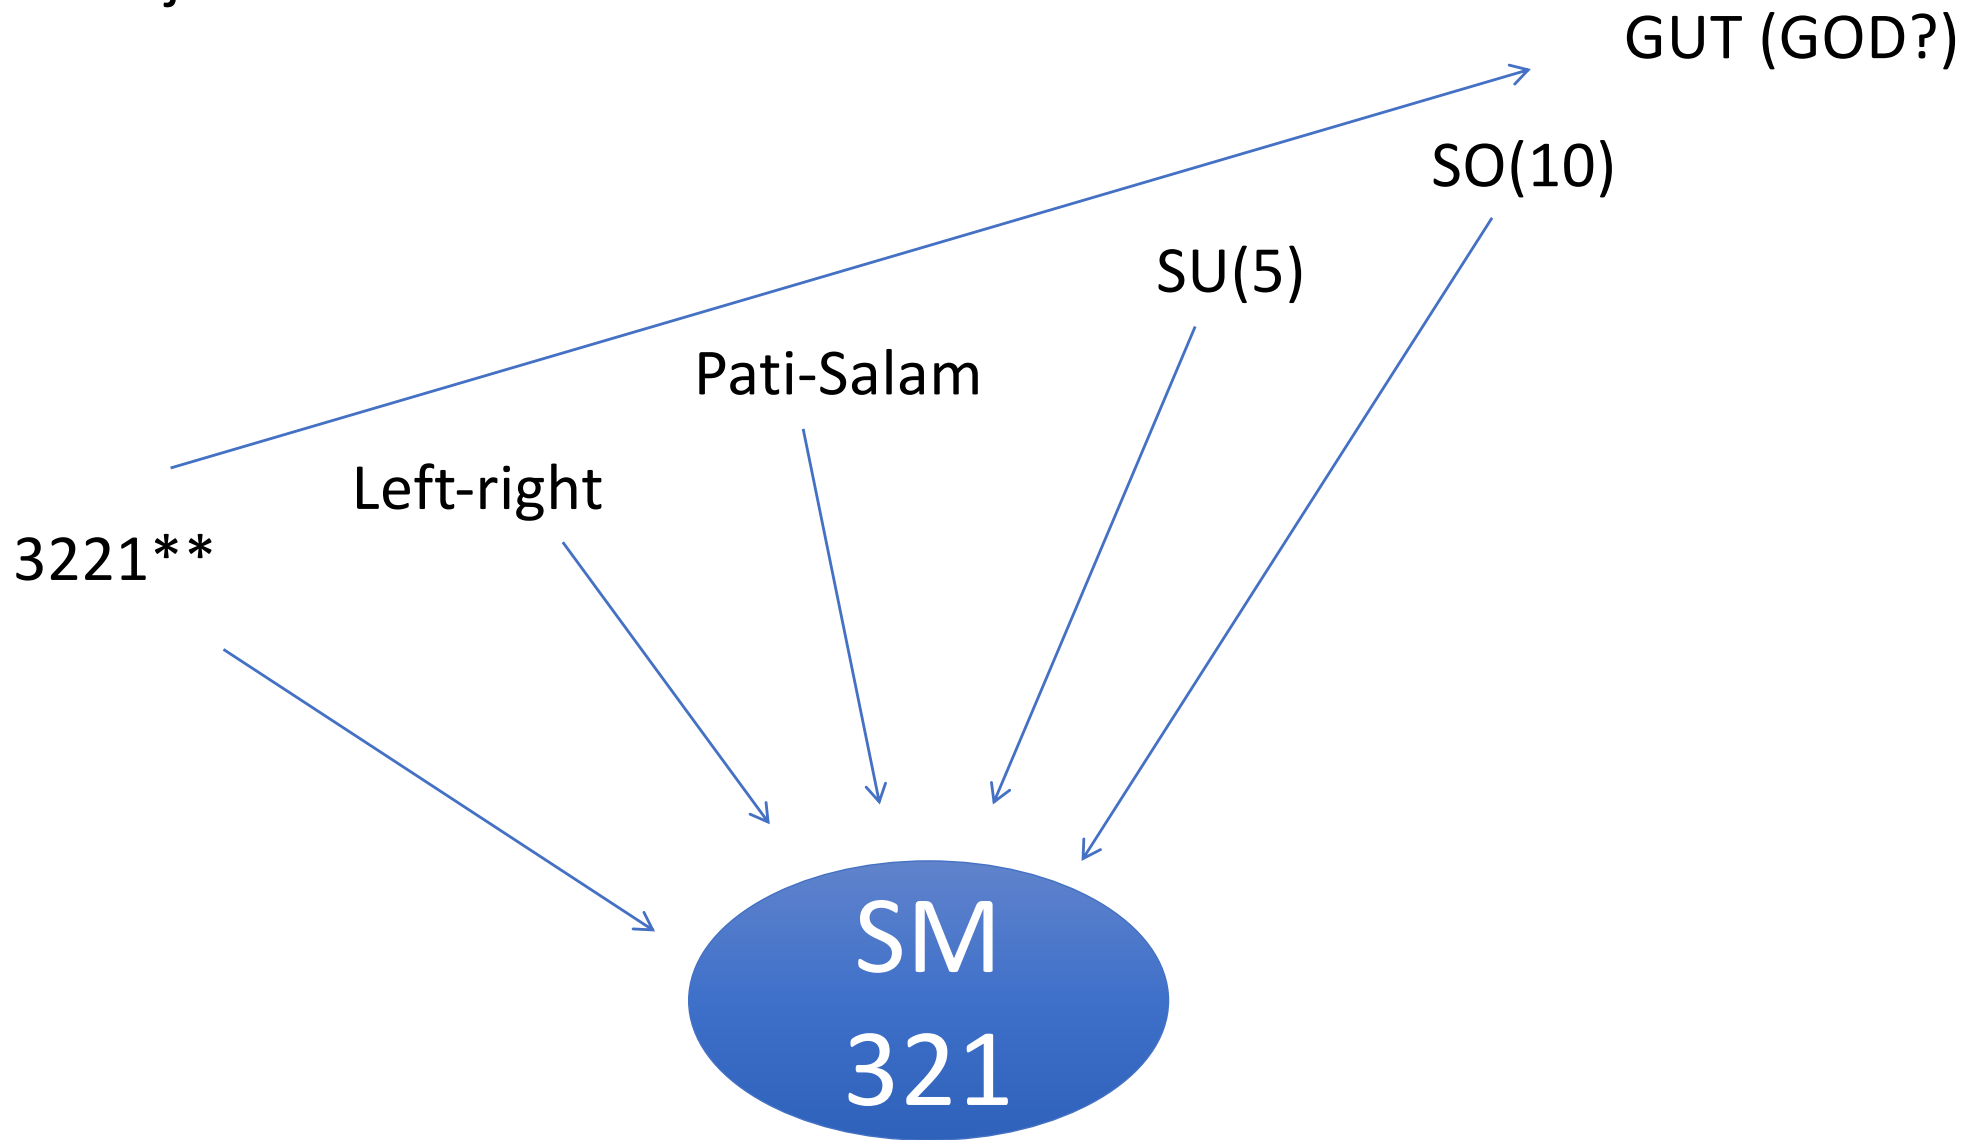 GUT (GOD?)
SO(10)
SU(5)
Pati-Salam
Left-right
3221**
SM
321